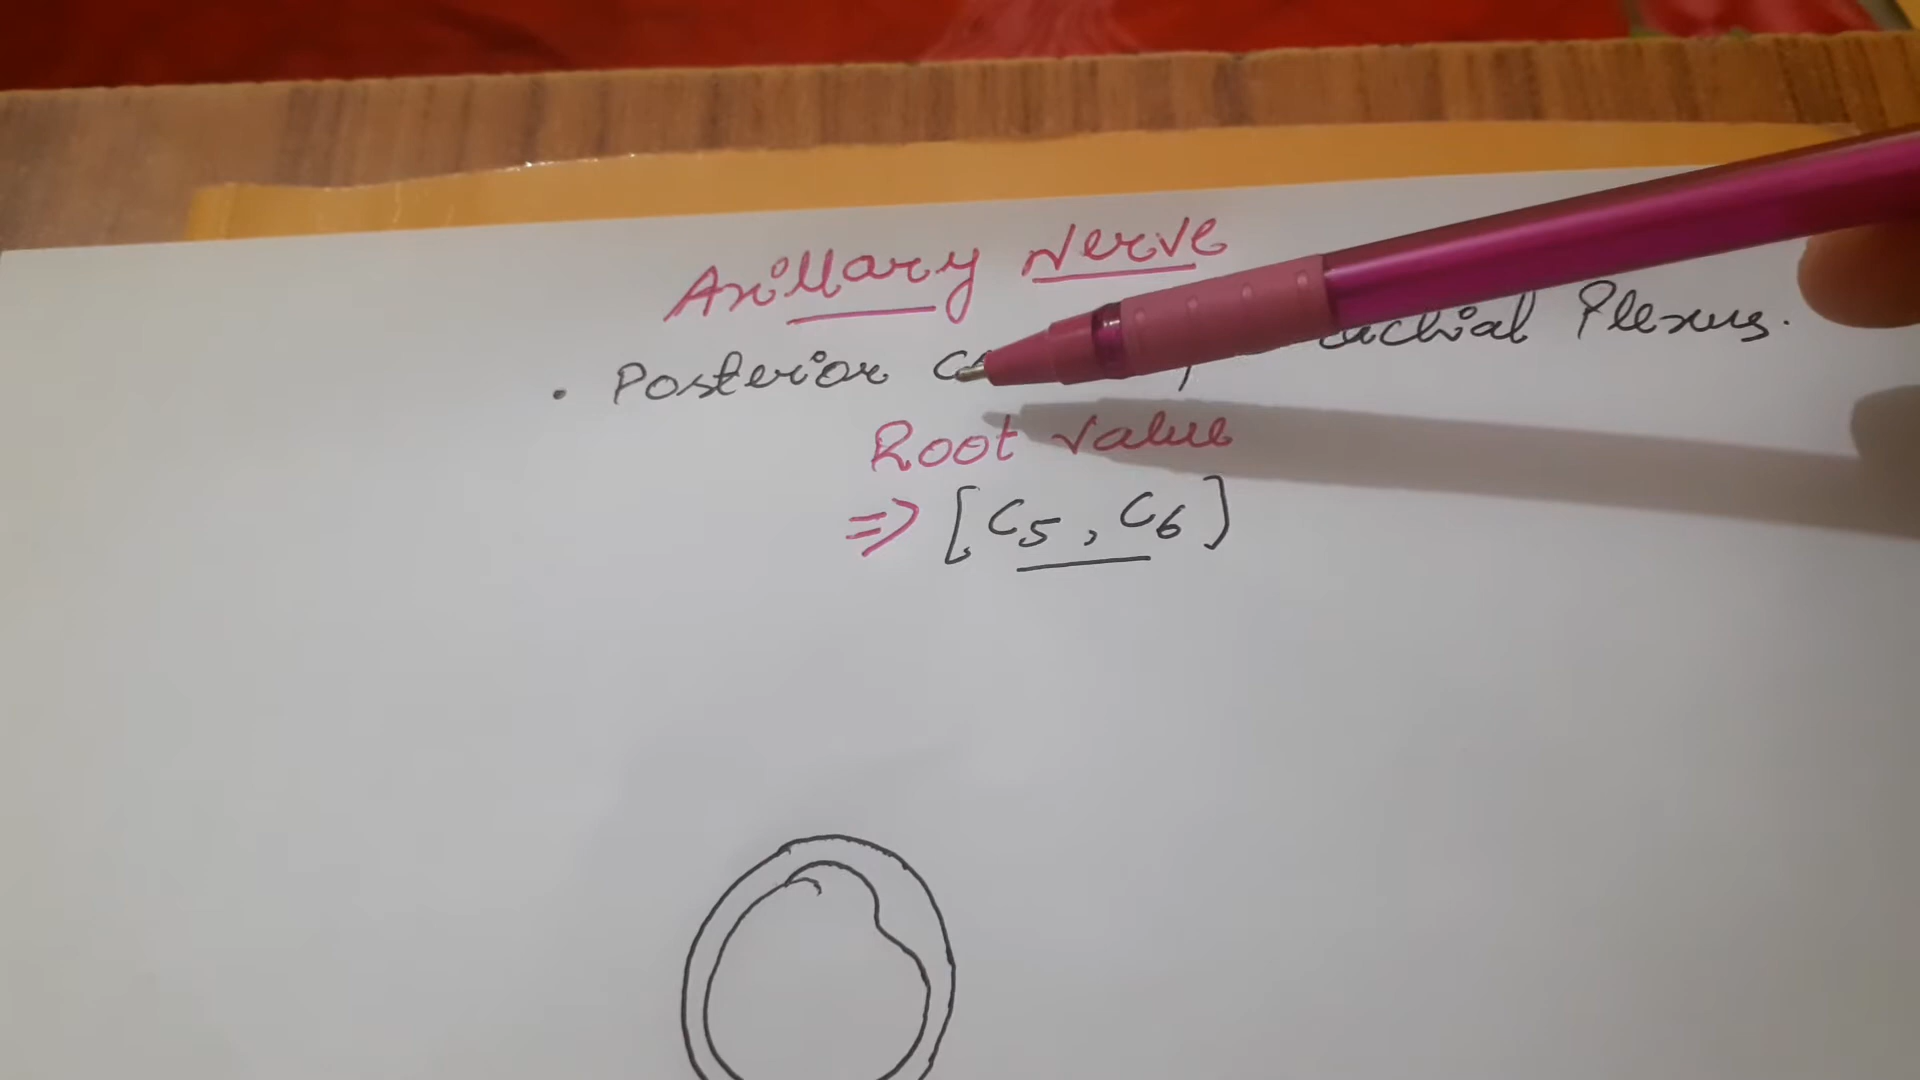 Axillary Nerve
. Posterior Plexus.
Root value
=> [C5, C6]